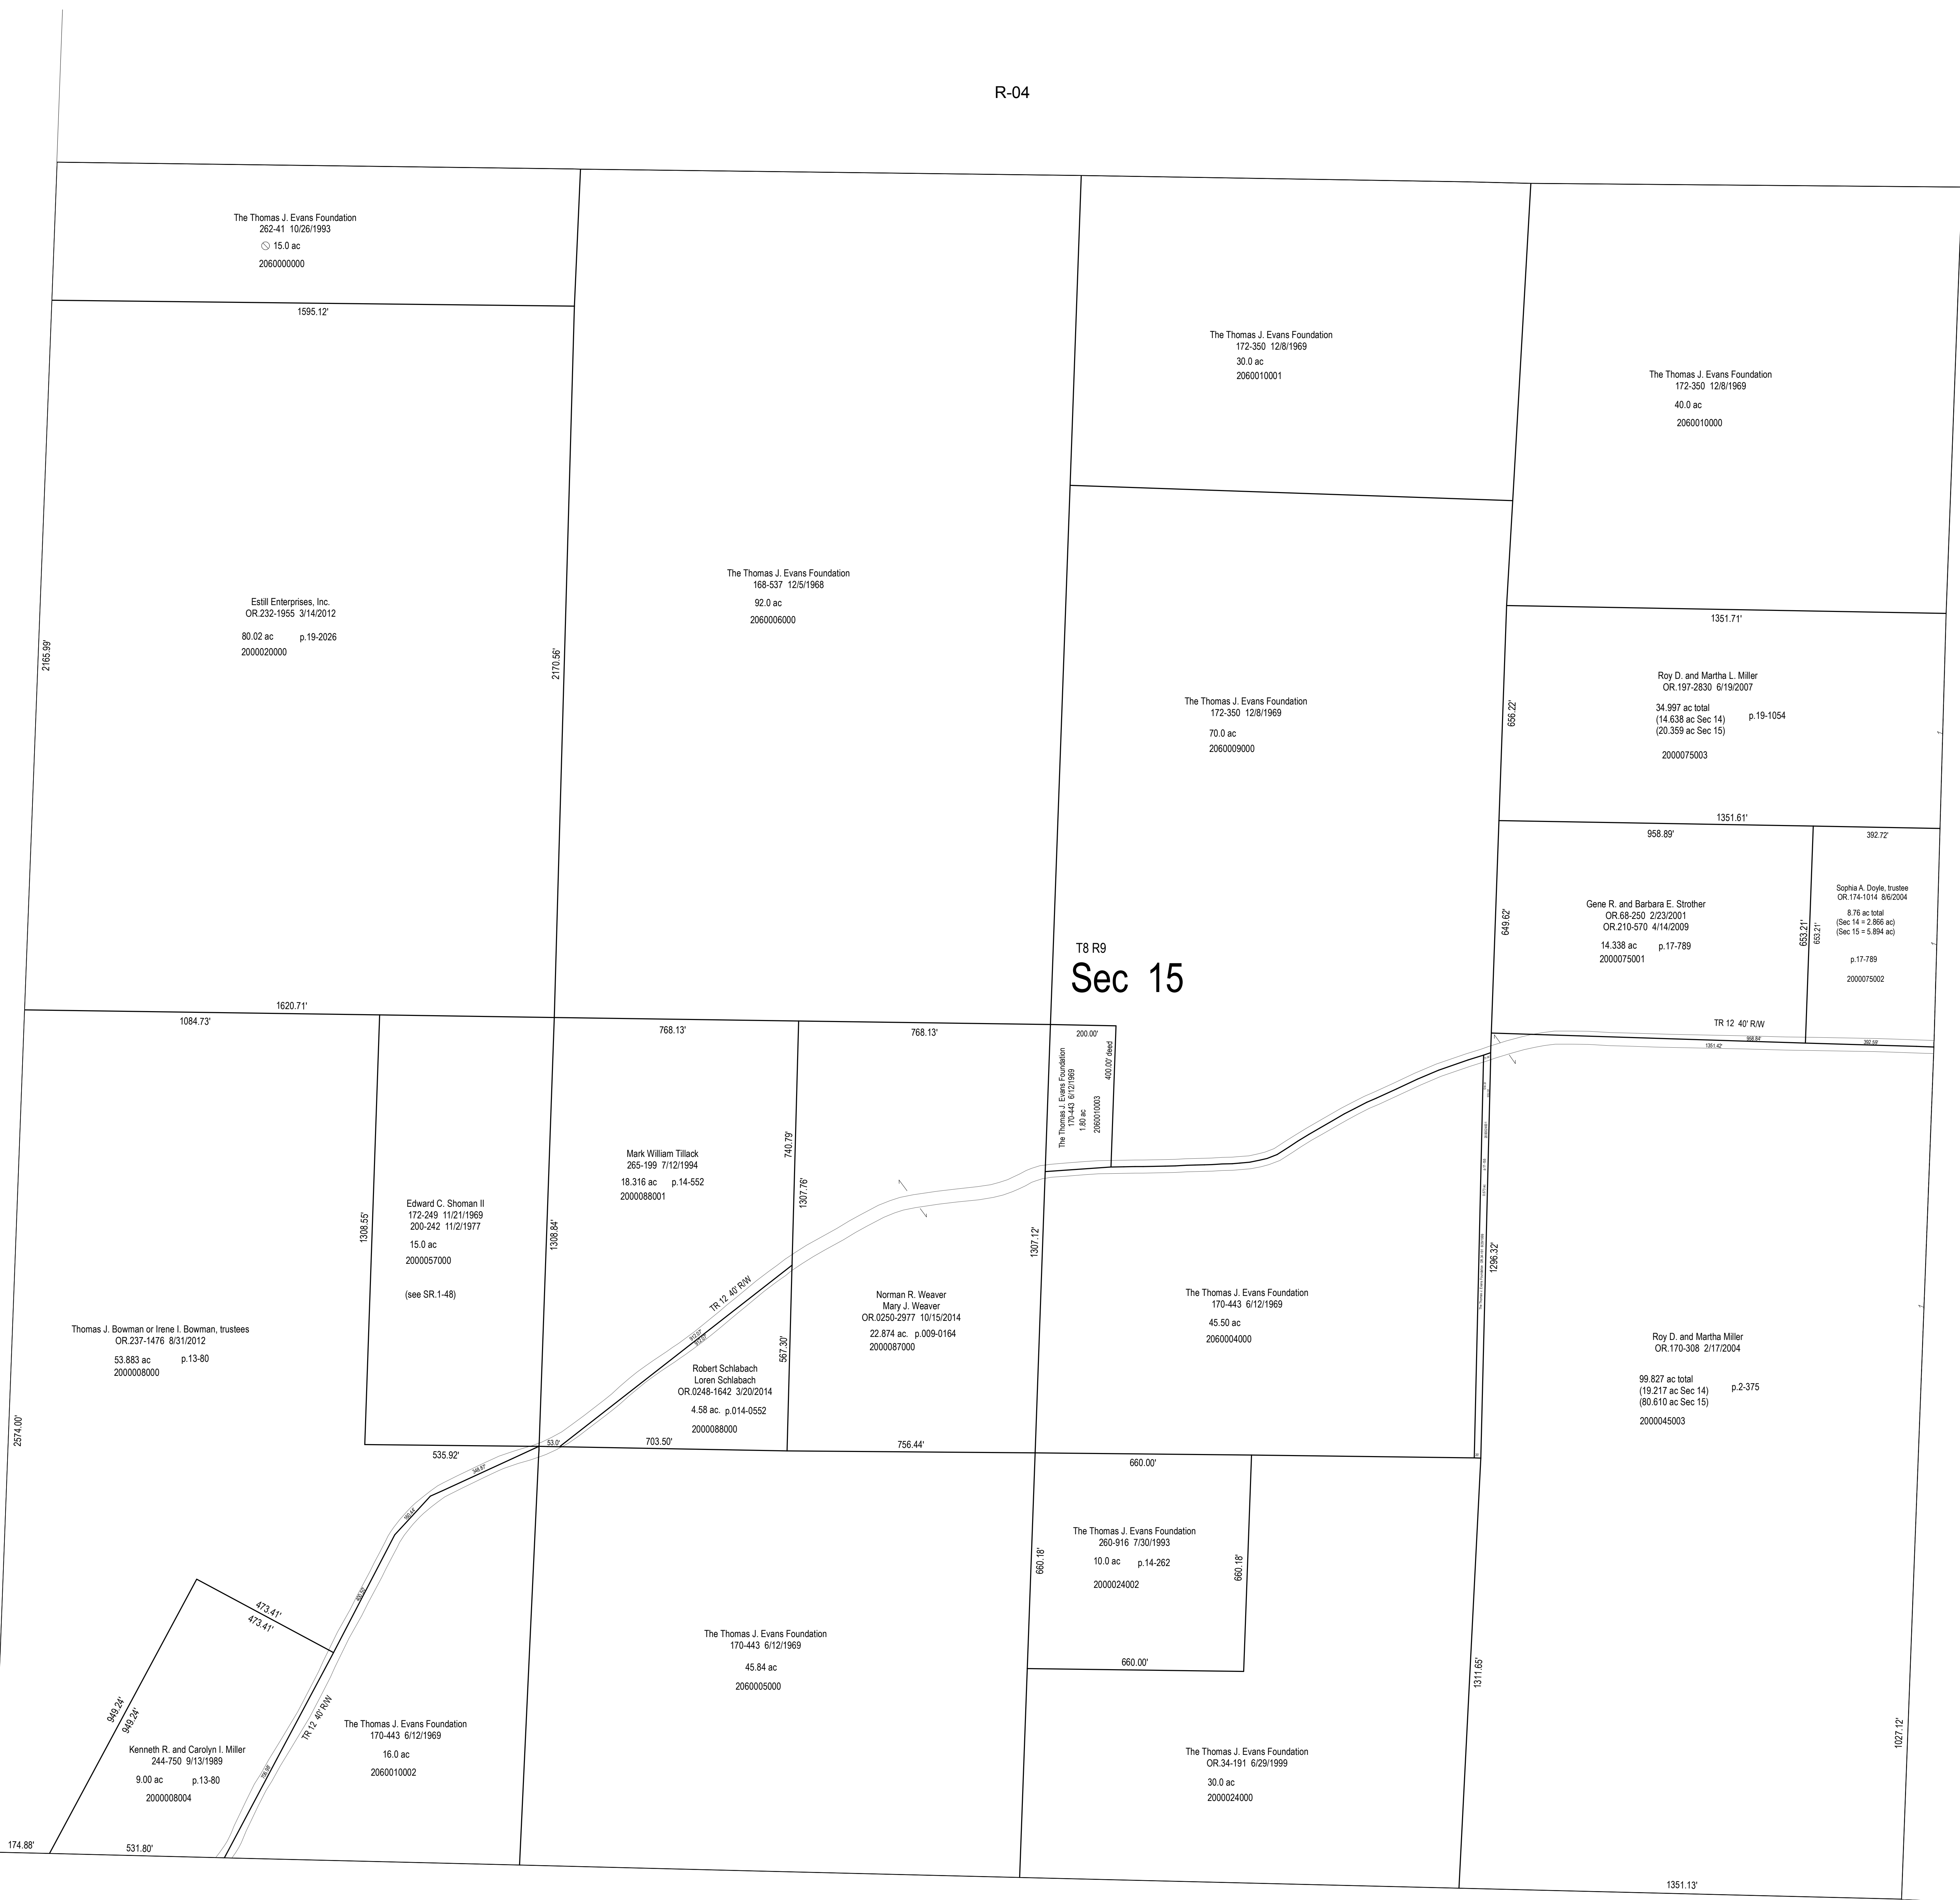 R-04
The Thomas J. Evans Foundation
262-41 10/26/1993
15.0 ac
2060000000
1595.12'
The Thomas J. Evans Foundation
172-350 12/8/1969
30.0 ac
2060010001
The Thomas J. Evans Foundation
172-350 12/8/1969
40.0 ac
2060010000
Estill Enterprises, Inc.
OR.232-1955 3/14/2012
80.02 ac p.19-2026
2000020000
2165.99'
2170.56'
The Thomas J. Evans Foundation
168-537 12/5/1968
92.0 ac
2060006000
The Thomas J. Evans Foundation
172-350 12/8/1969
70.0 ac
2060009000
1351.71'
656.22'
Roy D. and Martha L. Miller
OR.197-2830 6/19/2007
34.997 ac total
(14.638 ac Sec 14) p.19-1054
(20.359 ac Sec 15)
2000075003
1351.61'
958.89'
392.72'
649.62'
Gene R. and Barbara E. Strother
OR.68-250 2/23/2001
OR.210-570 4/14/2009
14.338 ac p.17-789
2000075001
653.21'
653.21'
Sophia A. Doyle, trustee
OR.174-1014 8/6/2004
8.76 ac total
(Sec 14 = 2.866 ac)
(Sec 15 = 5.894 ac)
p.17-789
2000075002
T8 R9
Sec 15
1620.71'
1084.73'
768.13'
768.13'
200.00'
TR 12 40' R/W
958.84'
1351.42'
392.59'
The Thomas J. Evans Foundation
170-443 6/12/1969
1.80 ac
2060010003
400.00' deed
Mark William Tillack
265-199 7/12/1994
18.316 ac p.14-552
2000088001
740.79'
1307.76'
Edward C. Shoman II
172-249 11/21/1969
200-242 11/2/1977
15.0 ac
2000057000
(see SR.1-48)
1308.55'
1308.84'
1307.12'
1296.32'
TR 12 40' R/W
Norman R. Weaver
Mary J. Weaver
OR.0250-2977 10/15/2014
22.874 ac. p.009-0164
2000087000
567.30'
The Thomas J. Evans Foundation
170-443 6/12/1969
45.50 ac
2060004000
Thomas J. Bowman or Irene I. Bowman, trustees
OR.237-1476 8/31/2012
53.883 ac p.13-80
2000008000
Robert Schlabach
Loren Schlabach
OR.0248-1642 3/20/2014
4.58 ac. p.014-0552
2000088000
Roy D. and Martha Miller
OR.170-308 2/17/2004
99.827 ac total
(19.217 ac Sec 14) p.2-375
(80.610 ac Sec 15)
2000045003
2574.00'
535.92'
53.0'
703.50'
756.44'
660.00'
The Thomas J. Evans Foundation
260-916 7/30/1993
10.0 ac p.14-262
2000024002
660.18'
660.18'
660.00'
473.41'
473.41'
The Thomas J. Evans Foundation
170-443 6/12/1969
45.84 ac
2060005000
1311.65'
1027.12'
949.24'
949.24'
TR 12 40' R/W
The Thomas J. Evans Foundation
170-443 6/12/1969
16.0 ac
2060010002
Kenneth R. and Carolyn I. Miller
244-750 9/13/1989
9.00 ac p.13-80
2000008004
The Thomas J. Evans Foundation
OR.34-191 6/29/1999
30.0 ac
2000024000
174.88'
531.80'
1351.13'